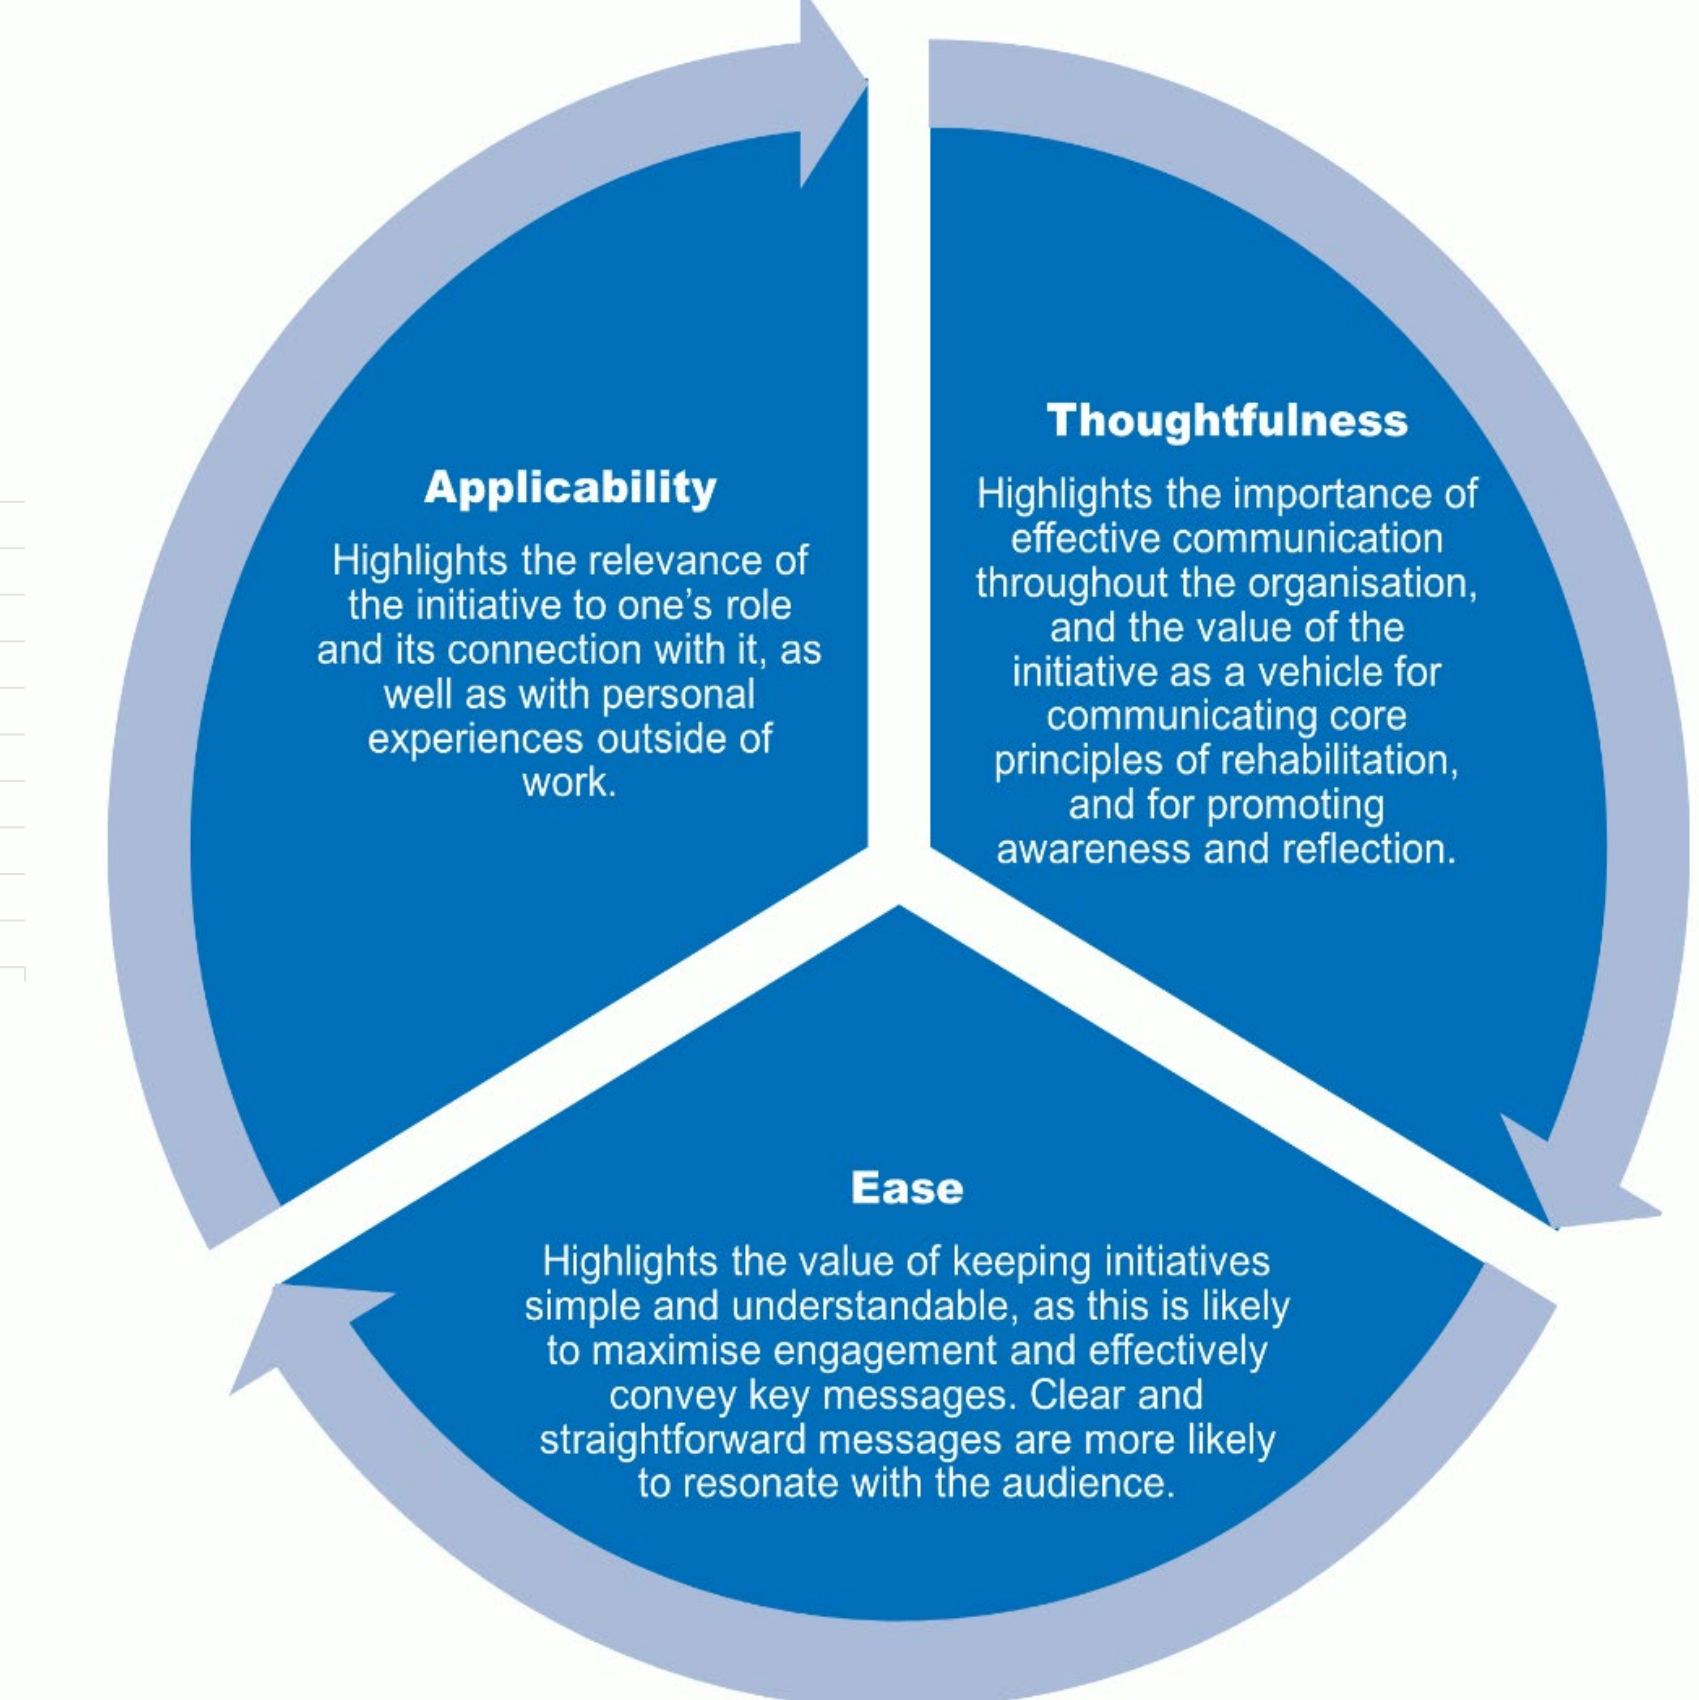 Thoughtfulness
Highlights the importance of
effective communication
throughout the organisation,
and the value of the
initiative as a vehicle for
communicating core
principles of rehabilitation,
and for promoting
awareness and reflection.
Ease
Highlights the value of keeping initiatives
simple and understandable, as this is likely
to maximise engagement and effectively
convey key messages. Clear and
straightforward messages are more likely
to resonate with the audience.
Applicability
Highlights the relevance of
the initiative to one’s role
and its connection with it, as
well as with personal
experiences outside of
work.